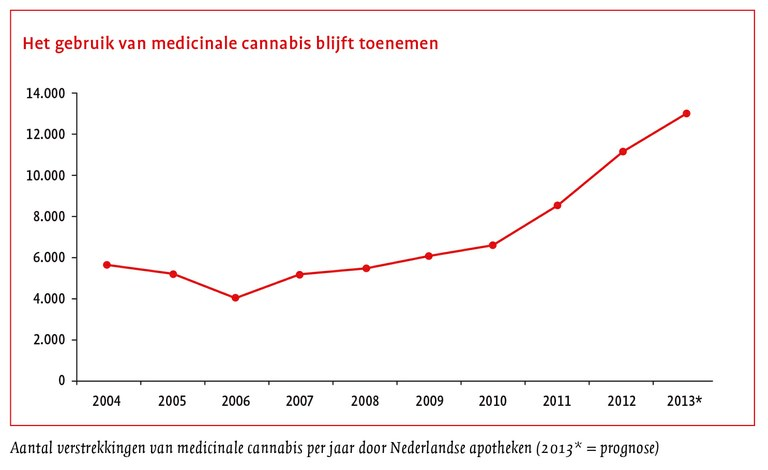 Het gebruik van medicinale cannabis blijft toenemen
14.000
12.000
10.000
8.000
6.000
4.000
2.000
0
2004 2005 2006 2007 2008 2009 2010 2011 2012 2013*
Aantal verstrekkingen van medicinale cannabis per jaar door Nederlandse apotheken (2013* = prognose)